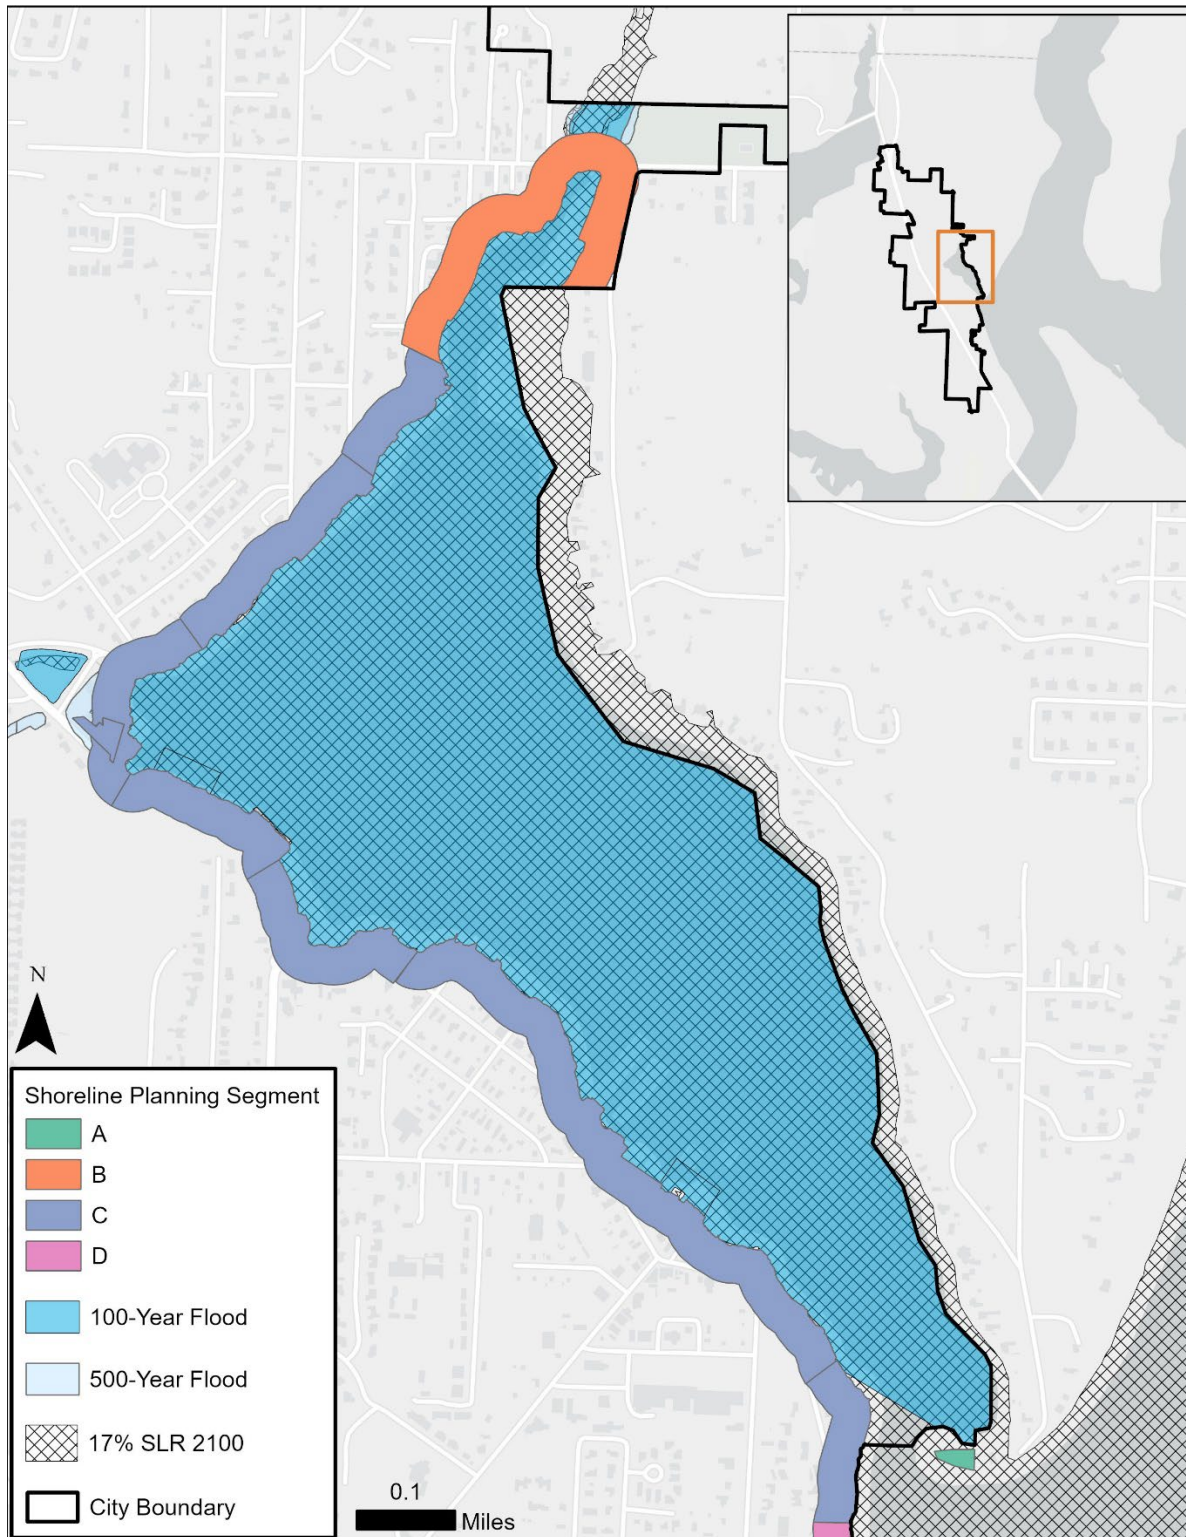 N
Shoreline Planning Segment
A
B
C
D
100-Year Flood
500-Year Flood
17% SLR 2100
City Boundary
0.1
Miles